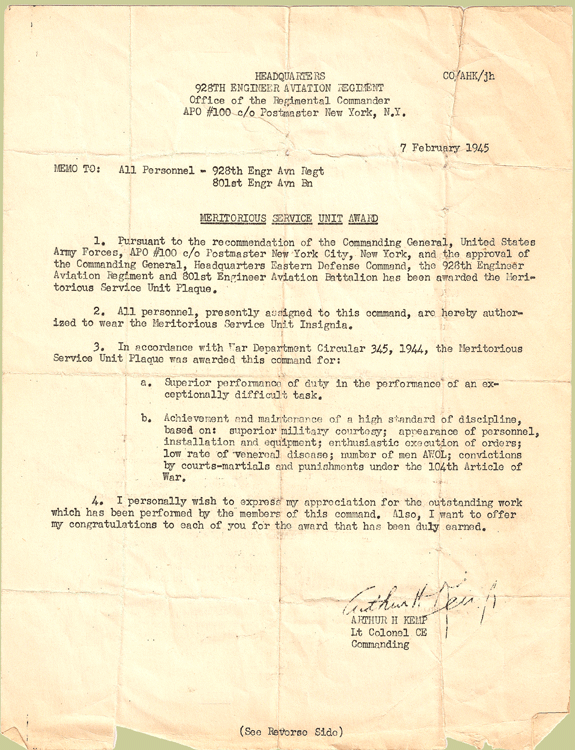 HEADQUARTERS CO/AHK/jh
928TH ENGINEER AVIATION REGIMENT
Office of the Regimental Commander
APO #100 c/o Postmaster New York, N.Y.
7 February 1945
MEMO TO: All Personnel - 928th Engr Avn Regt
801st Engr Avn Bn
MERITORIOUS SERVICE UNIT AWARD
1. Pursuant to the recommendation of the Commanding General, United States
Army Forces, APO #100 c/o Postmaster New York City, New York, and the approval of
the Commanding General, Headquarters Eastern Defense Command, the 928th Engineer
Aviation Regiment and 801st Engineer Aviation Battalion has been awarded the Meri-
torious Service Unit Plaque.
2. All personnel, presently assigned to this command, are hereby author-
ized to wear the Meritorious Service Unit Insignia.
3. In accordance with War Department Circular 345, 1944, the Meritorious
Service Unit Plaque was awarded this command for:
a. Superior performance of duty in the performance of an ex-
ceptionally difficult task.
b. Achievement and maintenance of a high standard of discipline,
based on: superior military courtesy; appearance of personnel,
installation and equipment; enthusiastic execution of orders;
low rate of venereal disease; number of men AWOL; convictions
by courts-martials and punishments under the 104th Article of
War.
4. I personally wish to express my appreciation for the outstanding work
which has been performed by the members of this command. Also, I want to offer
my congratulations to each of you for the award that has been duly earned.
Arthur H Kemp
ARTHUR H KEMP
Lt Colonel CE
Commanding
(See Reverse Side)